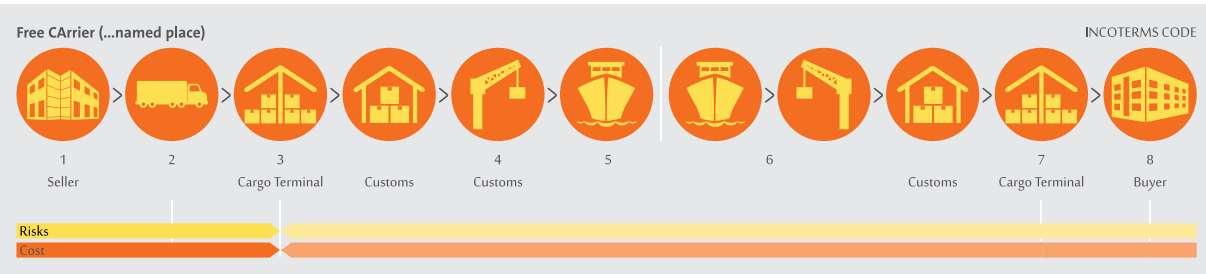 Free CArrier (...named place)
INCOTERMS CODE
1 2 3 4 5 6 7 8
Seller Cargo Terminal Customs Customs Customs Cargo Terminal Buyer
Risks
Cost